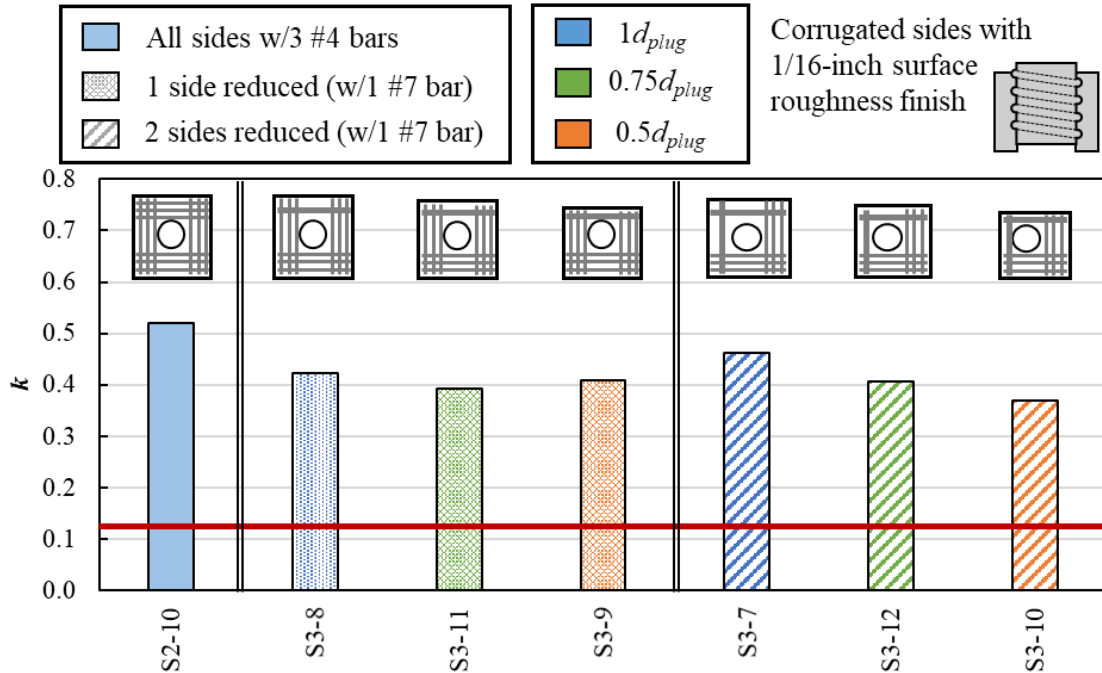 All sides w/3 #4 bars
1 side reduced (w/1 #7 bar)
2 sides reduced (w/1 #7 bar)
1dplug
0.75dplug
0.5dplug
Corrugated sides with
1/16-inch surface
roughness finish
0.8
0.7
0.6
0.5
0.4
0.3
0.2
0.1
0.0
k
S2-10
S3-8
S3-11
S3-9
S3-7
S3-12
S3-10